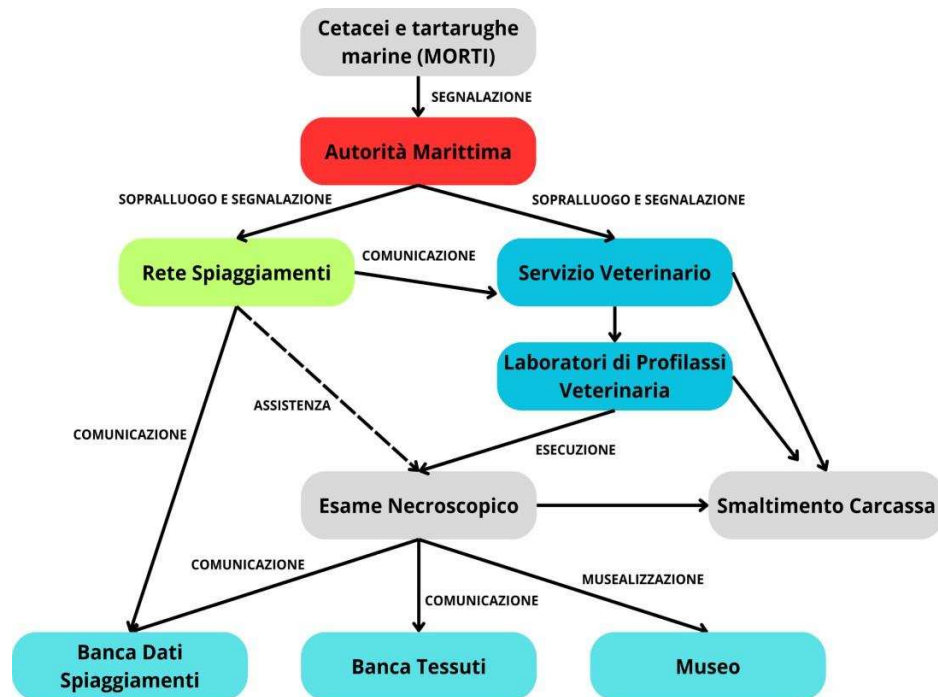 Cetacei e tartarughe
marine (MORTI)
SEGNALAZIONE
Autorità Marittima
SOPRALLUOGO E SEGNALAZIONE
SOPRALLUOGO E SEGNALAZIONE
Rete Spiaggiamenti
COMUNICAZIONE
Servizio Veterinario
Laboratori di Profilassi
Veterinaria
ASSISTENZA
COMUNICAZIONE
ESECUZIONE
Esame Necroscopico
Smaltimento Carcassa
COMUNICAZIONE
MUSEALIZZAZIONE
COMUNICAZIONE
Banca Dati
Spiaggiamenti
Banca Tessuti
Museo